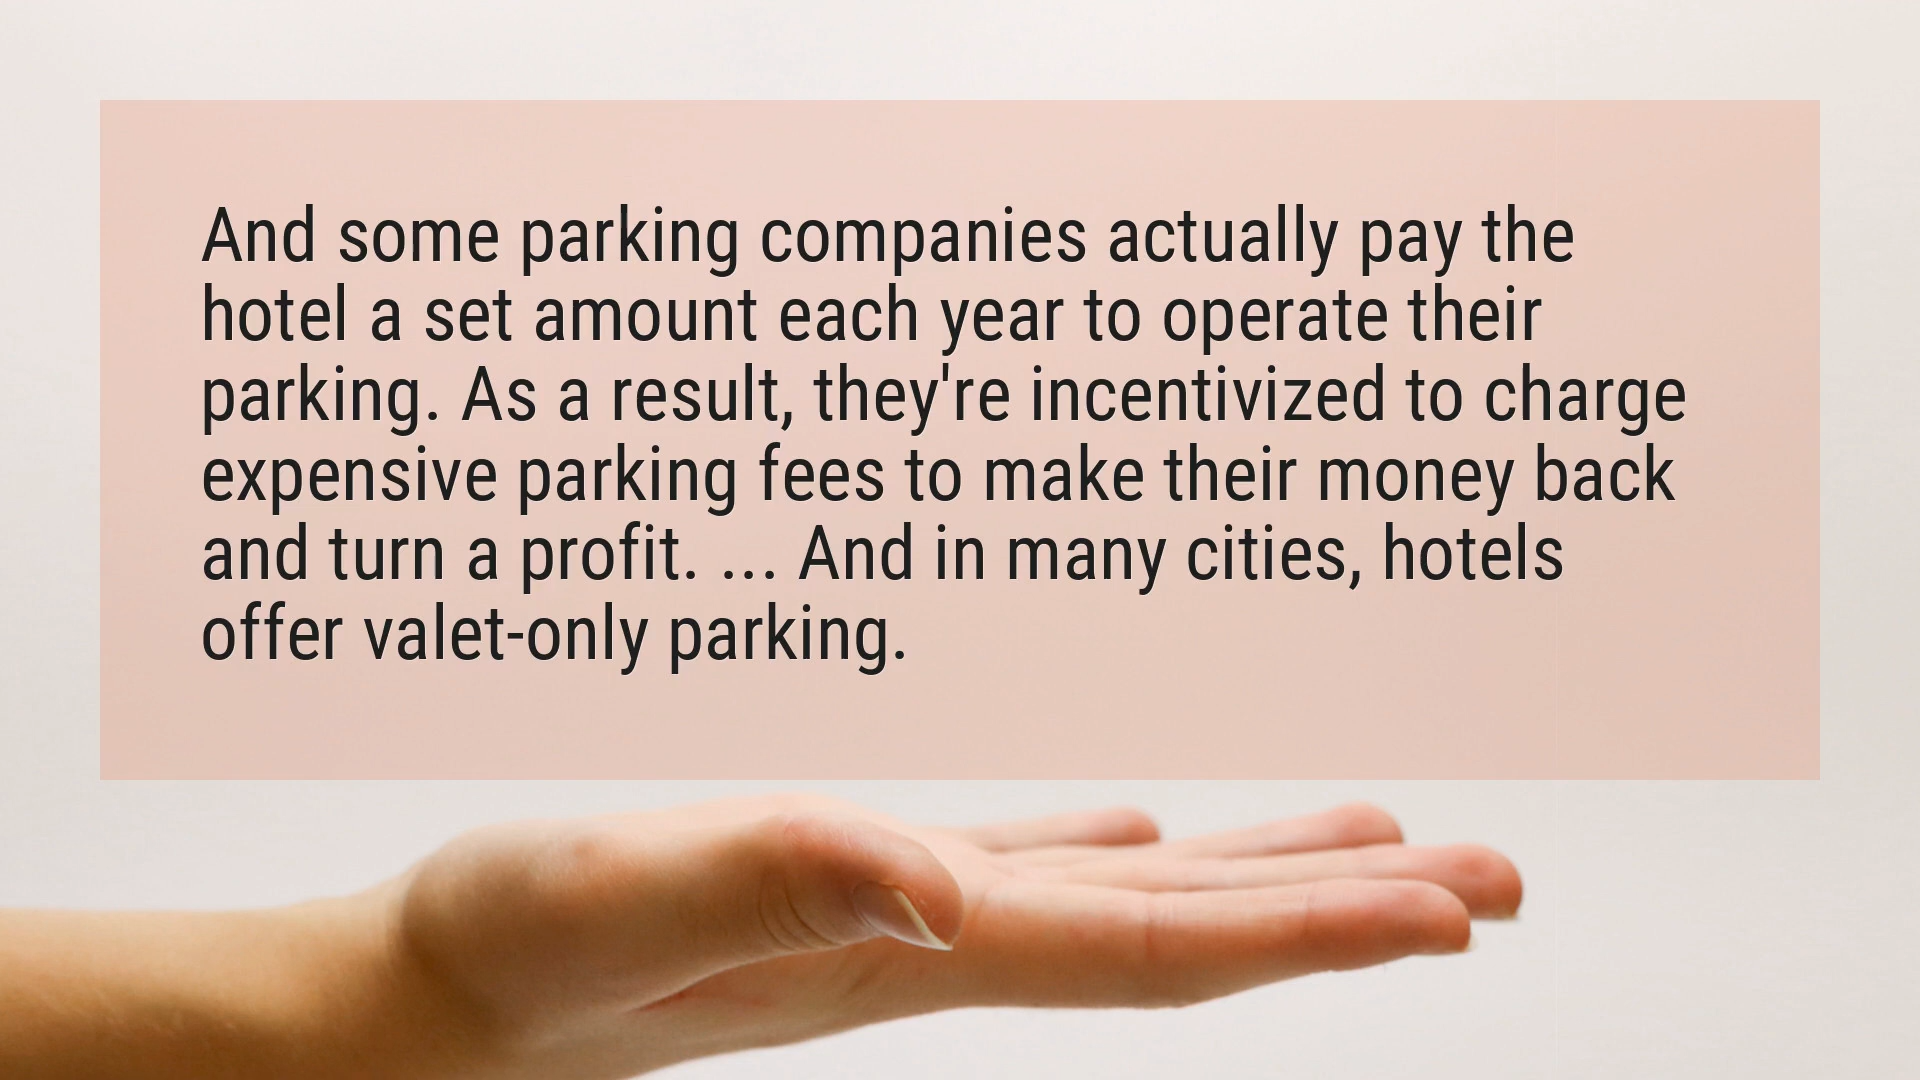 And some parking companies actually pay the
hotel a set amount each year to operate their
parking. As a result, they're incentivized to charge
expensive parking fees to make their money back
and turn a profit. ... And in many cities, hotels
offer valet-only parking.